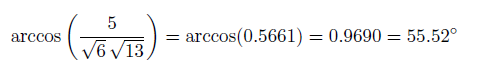 arccos(5/(√6 √13)) = arccos(0.5661) = 0.9690 = 55.52°